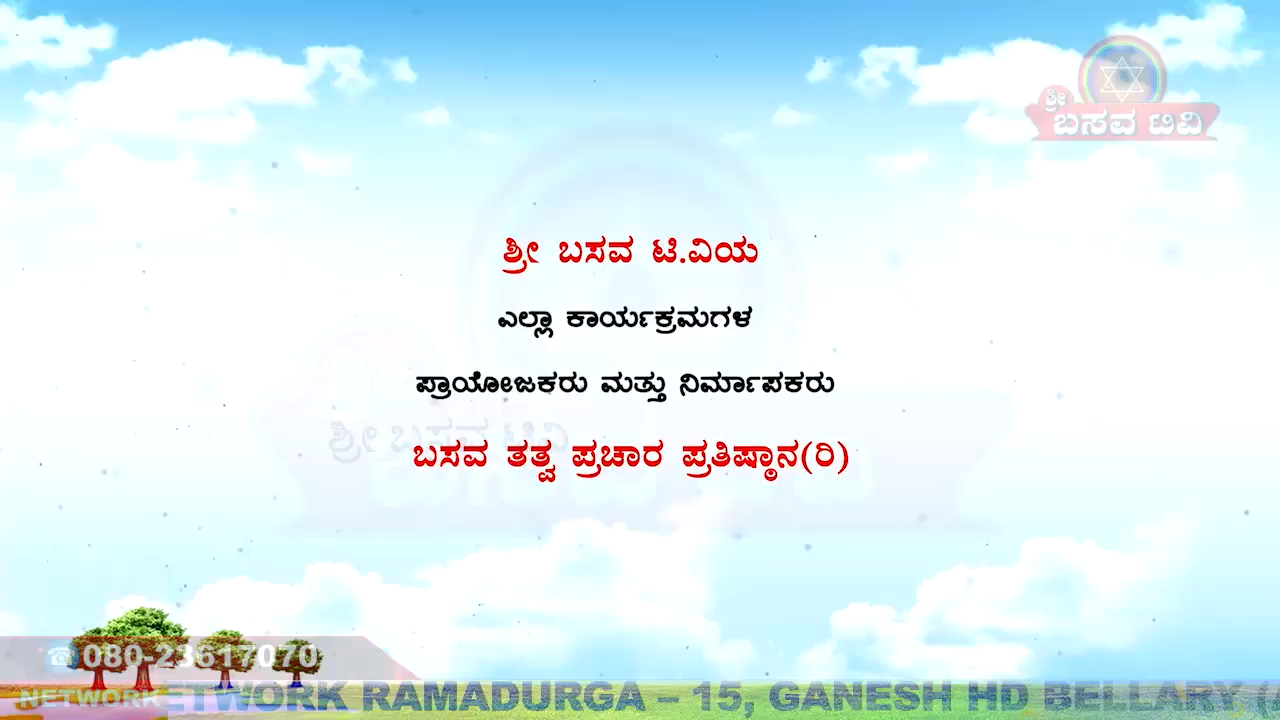 ಶ್ರೀ
ಬಸವ ಟಿವಿ
ಶ್ರೀ ಬಸವ ಟಿ.ವಿಯ
ಎಲ್ಲಾ ಕಾರ್ಯಕ್ರಮಗಳ
ಪ್ರಾಯೋಜಕರು ಮತ್ತು ನಿರ್ಮಾಪಕರು
ಶ್ರೀ ಬಸವ ಟಿವಿ
ಬಸವ ತತ್ವ ಪ್ರಚಾರ ಪ್ರತಿಷ್ಠಾನ(ರಿ)
080-23617070
NETWORK ETWORK RAMADURGA – 15, GANESH HD BELLARY (